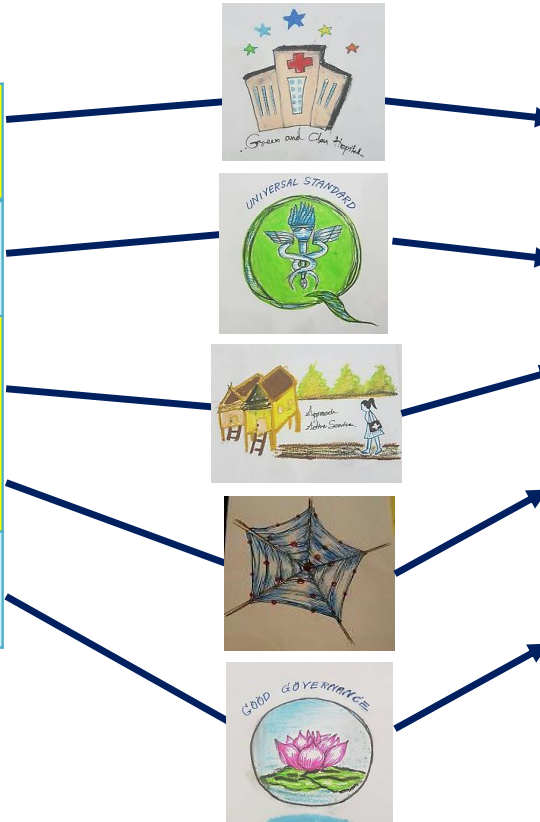 ..Green and Clean Hospital
UNIVERSAL STANDARD
Approach
Active Service.
GOOD GOVERNANCE